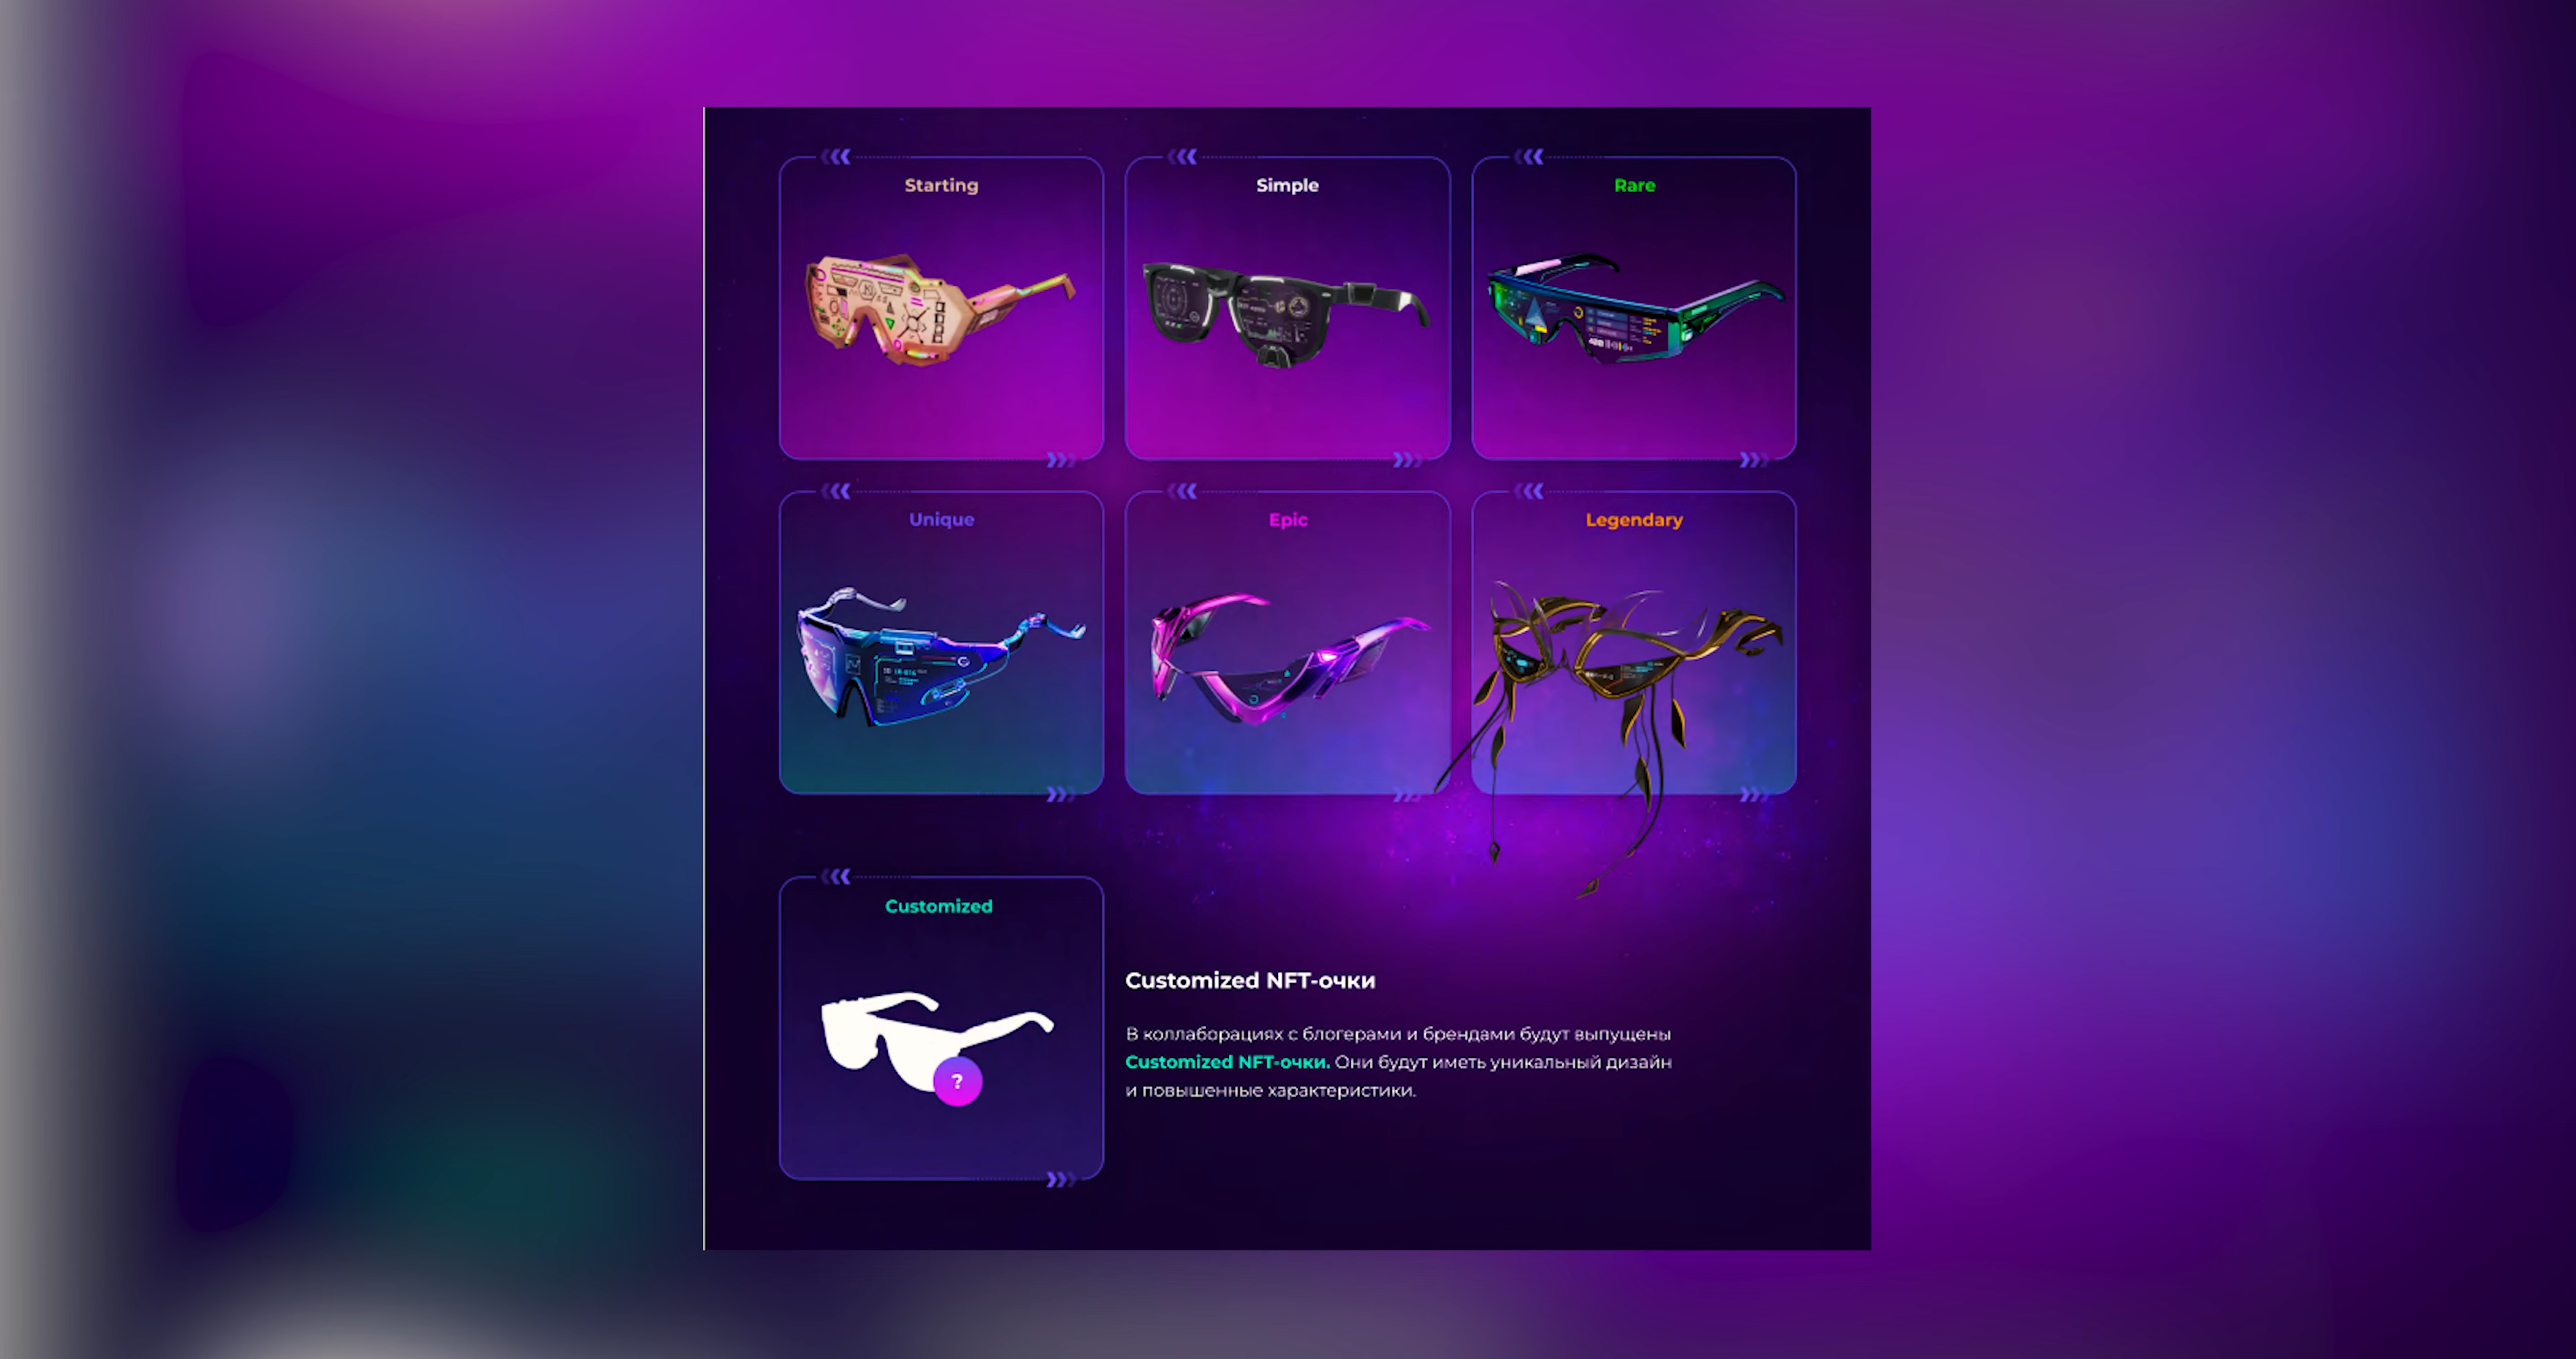 Starting
Simple
Rare
Unique
Epic
Legendary
Customized
?
Customized NFT-очки
В коллаборациях с блогерами и брендами будут выпущены
Customized NFT-очки. Они будут иметь уникальный дизайн
и повышенные характеристики.